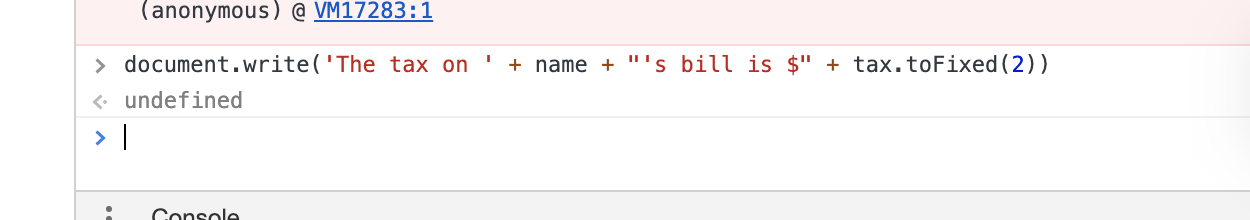 (anonymous) @ VM17283:1
> document.write('The tax on ' + name + "'s bill is $" + tax.toFixed(2))
undefined
>
Console